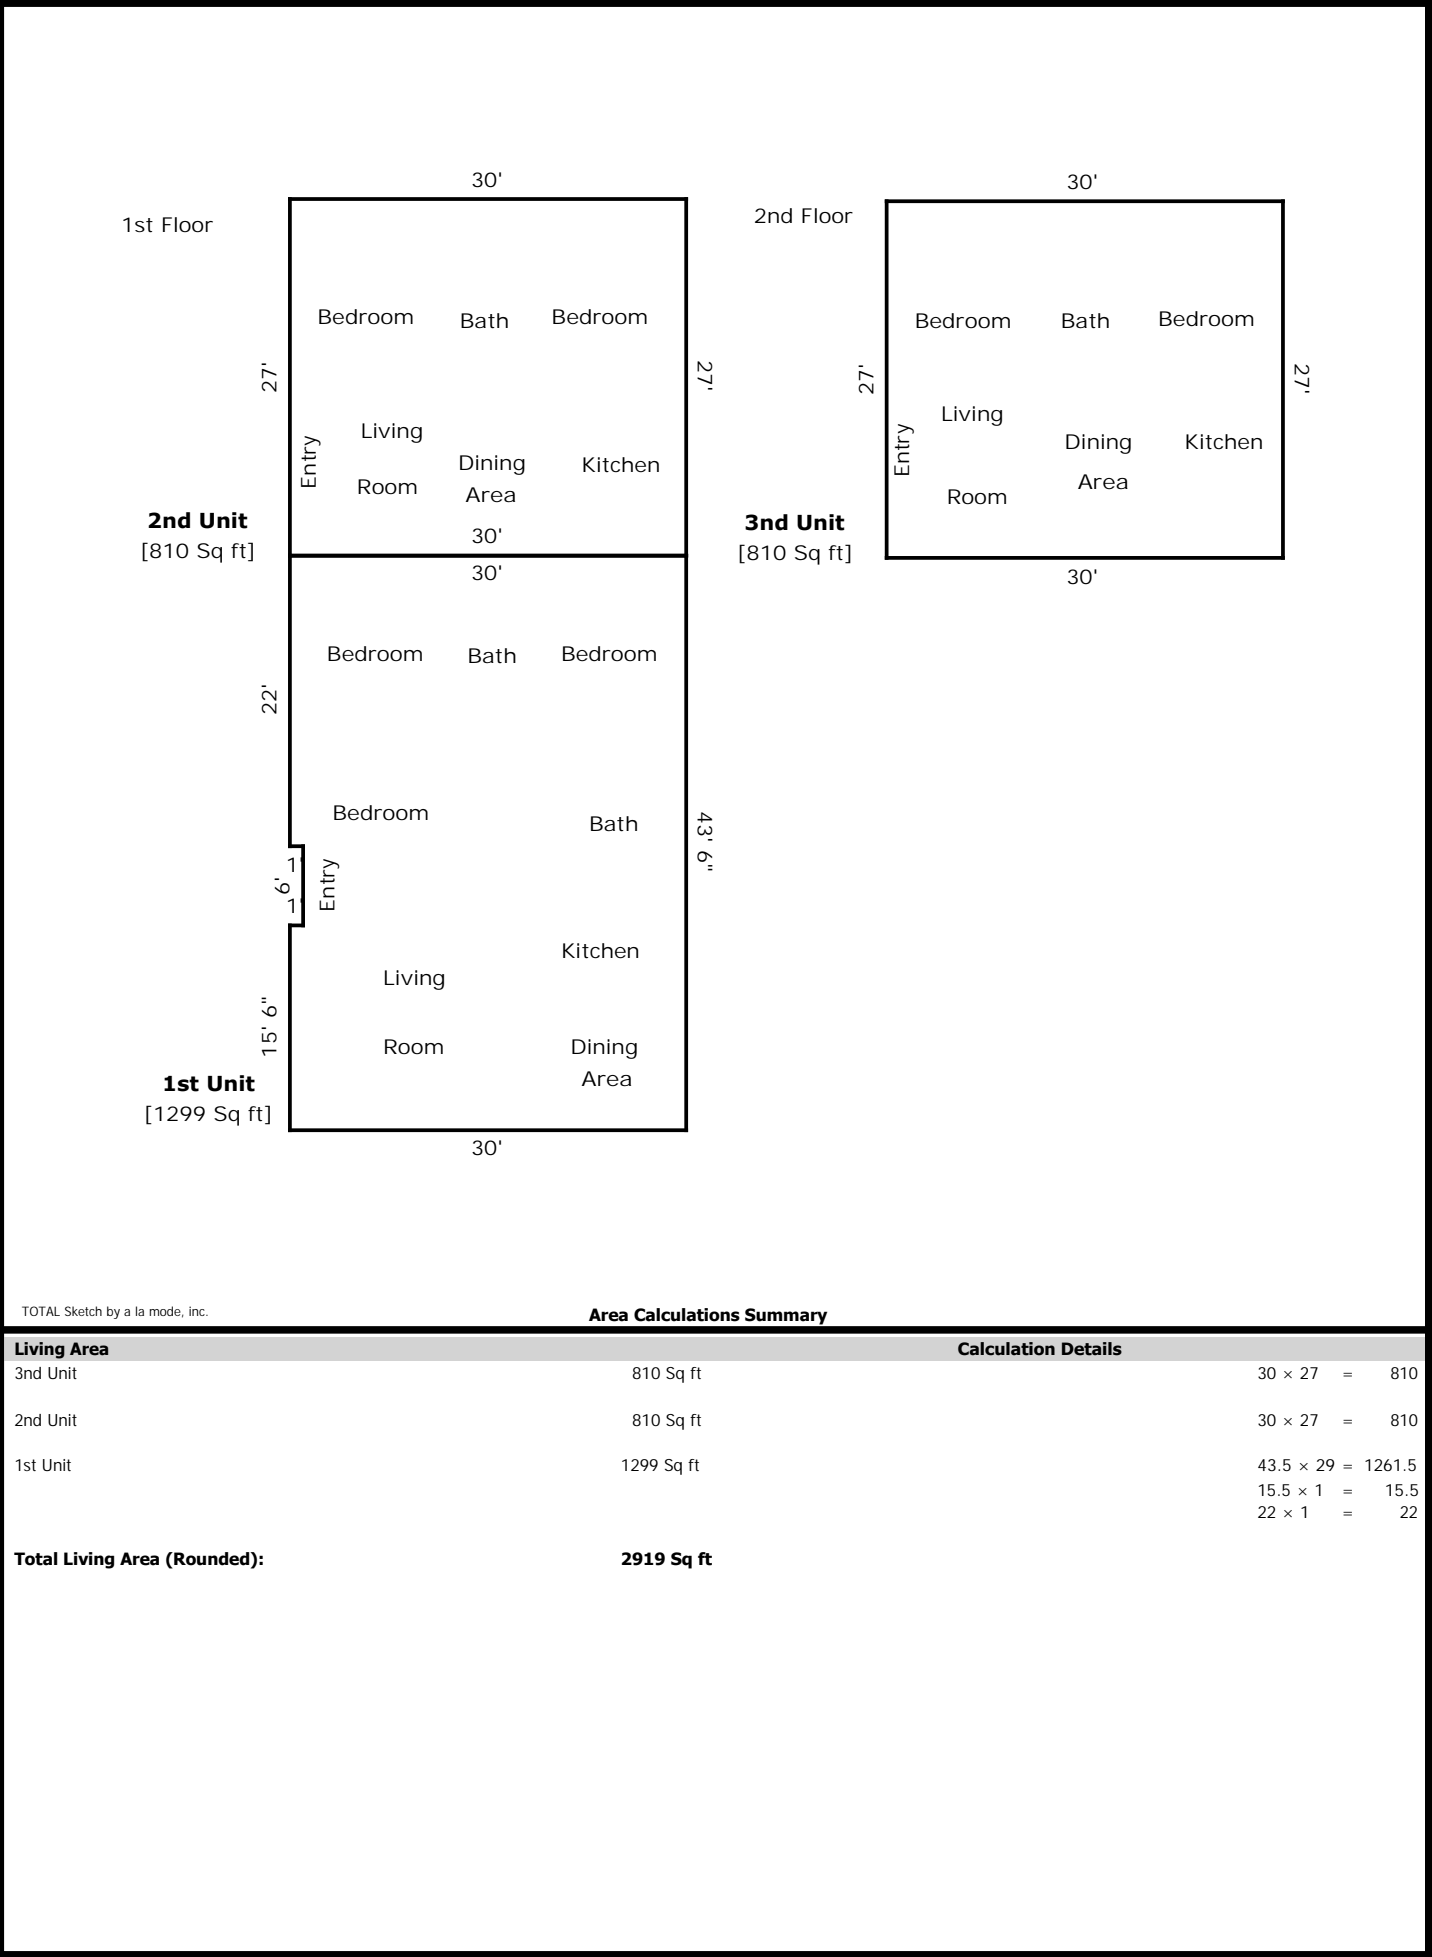 30'
30'
1st Floor
2nd Floor
Bedroom
Bath
Bedroom
Bedroom
Bath
Bedroom
27'
27'
27'
27'
Entry
Living
Room
Dining
Area
Kitchen
Entry
Living
Room
Dining
Area
Kitchen
2nd Unit
[810 Sq ft]
30'
3nd Unit
[810 Sq ft]
30'
30'
Bedroom
Bath
Bedroom
22'
Bedroom
Bath
43' 6"
1'
6'
1'
Entry
Kitchen
Living
Room
15' 6"
Dining
Area
1st Unit
[1299 Sq ft]
30'
TOTAL Sketch by a la mode, inc.
Area Calculations Summary
Living Area Calculation Details
3nd Unit 810 Sq ft 30 × 27 = 810
2nd Unit 810 Sq ft 30 × 27 = 810
1st Unit 1299 Sq ft 43.5 × 29 = 1261.5
15.5 × 1 = 15.5
22 × 1 = 22
Total Living Area (Rounded): 2919 Sq ft